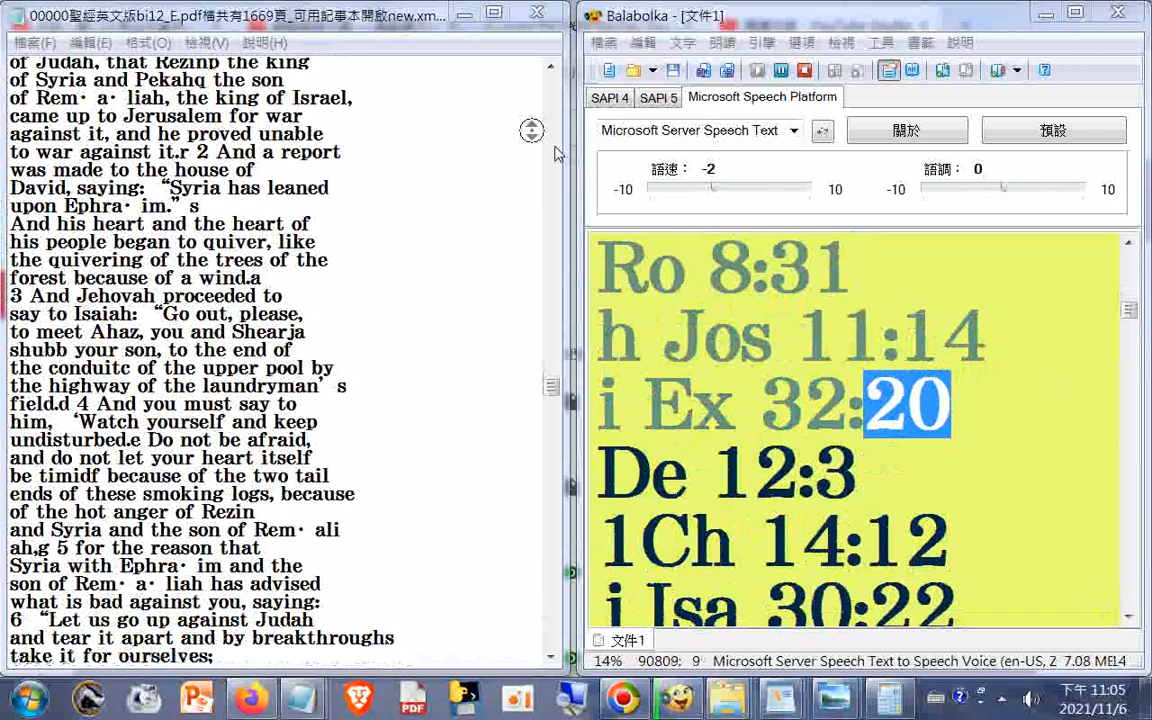 00000聖經英文版bi12_E.pdf檔共有1669頁_可用記事本開啟new.xm...
檔案(F) 編輯(E) 格式(O) 檢視(V) 說明(H)
of Judah, that Rezinp the king
of Syria and Pekahq the son
of Rem· a· liah, the king of Israel,
came up to Jerusalem for war
against it, and he proved unable
to war against it.r 2 And a report
was made to the house of
David, saying: “Syria has leaned
upon Ephra· im.” s
And his heart and the heart of
his people began to quiver, like
the quivering of the trees of the
forest because of a wind.a
3 And Jehovah proceeded to
say to Isaiah: “Go out, please,
to meet Ahaz, you and Shearja
shubb your son, to the end of
the conduitc of the upper pool by
the highway of the laundryman’ s
field.d 4 And you must say to
him, ‘Watch yourself and keep
undisturbed.e Do not be afraid,
and do not let your heart itself
be timidf because of the two tail
ends of these smoking logs, because
of the hot anger of Rezin
and Syria and the son of Rem· ali
ah,g 5 for the reason that
Syria with Ephra· im and the
son of Rem· a· liah has advised
what is bad against you, saying:
6 “Let us go up against Judah
and tear it apart and by breakthroughs
take it for ourselves;
Balabolka - [文件1]
檔案 編輯 文字 朗讀 引擎 選項 檢視 工具 書籤 說明
SAPI 4 SAPI 5 Microsoft Speech Platform
Microsoft Server Speech Text 關於 預設
語速： -2 語調： 0
-10 10 -10 10
Ro 8:31
h Jos 11:14
i Ex 32:20
De 12:3
1Ch 14:12
i Isa 30:22
文件1
14% 90809: 9 Microsoft Server Speech Text to Speech Voice (en-US, Z 7.08 МЕ14
下午 11:05
2021/11/6